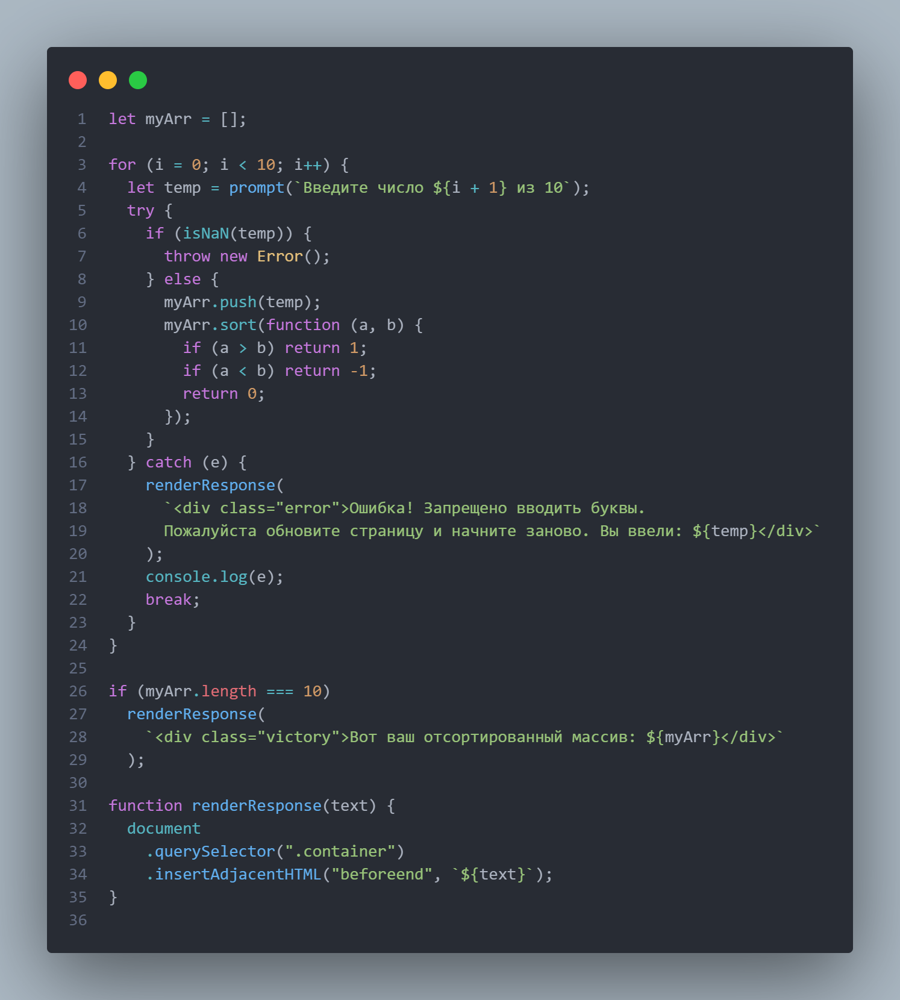 1 let myArr = [];
2
3 for (i = 0; i < 10; i++) {
4   let temp = prompt(`Введите число ${i + 1} из 10`);
5   try {
6     if (isNaN(temp)) {
7       throw new Error();
8     } else {
9       myArr.push(temp);
10       myArr.sort(function (a, b) {
11         if (a > b) return 1;
12         if (a < b) return -1;
13         return 0;
14       });
15     }
16   } catch (e) {
17     renderResponse(
18       `<div class="error">Ошибка! Запрещено вводить буквы.
19       Пожалуйста обновите страницу и начните заново. Вы ввели: ${temp}</div>`
20     );
21     console.log(e);
22     break;
23   }
24 }
25
26 if (myArr.length === 10)
27   renderResponse(
28     `<div class="victory">Вот ваш отсортированный массив: ${myArr}</div>`
29   );
30
31 function renderResponse(text) {
32   document
33     .querySelector(".container")
34     .insertAdjacentHTML("beforeend", `${text}`);
35 }
36